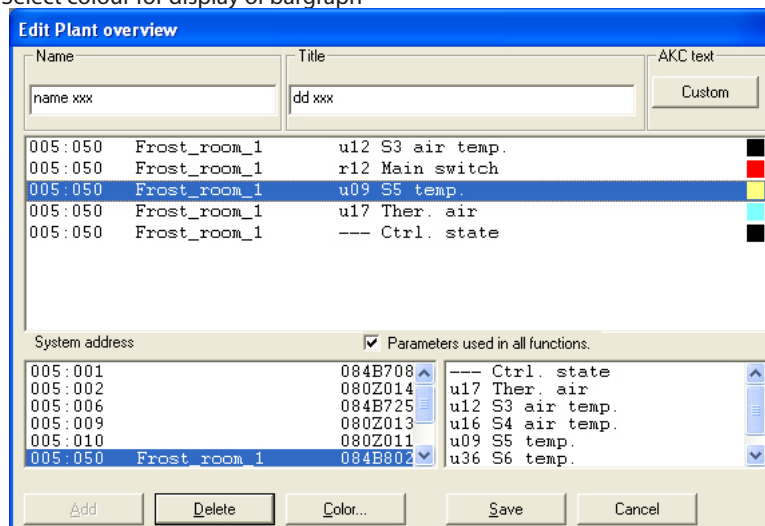 Select colour for display of bargraph
Edit Plant overview
Name Title AKC text
name xxx dd xxx Custom
005:050 Frost_room_1 u12 S3 air temp.
005:050 Frost_room_1 r12 Main switch
005:050 Frost_room_1 u09 S5 temp.
005:050 Frost_room_1 u17 Ther. air
005:050 Frost_room_1 --- Ctrl. state
System address Parameters used in all functions.
005:001 084B708 --- Ctrl. state
005:002 080Z014 u17 Ther. air
005:006 084B725 u12 S3 air temp.
005:009 080Z013 u16 S4 air temp.
005:010 080Z011 u09 S5 temp.
005:050 Frost_room_1 084B802 u36 S6 temp.
Add Delete Color... Save Cancel